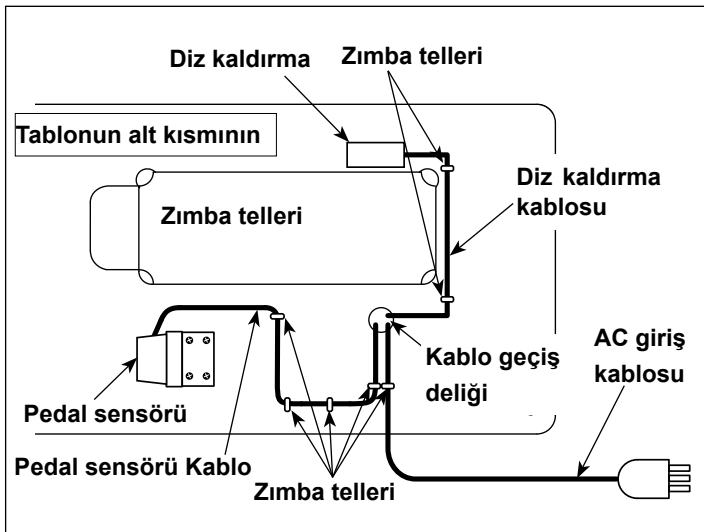 Diz kaldırma
Zımba telleri
Tablonun alt kısmının
Diz kaldırma
kablosu
Zımba telleri
Kablo geçiş
deliği
AC giriş
kablosu
Pedal sensörü
Pedal sensörü Kablo
Zımba telleri